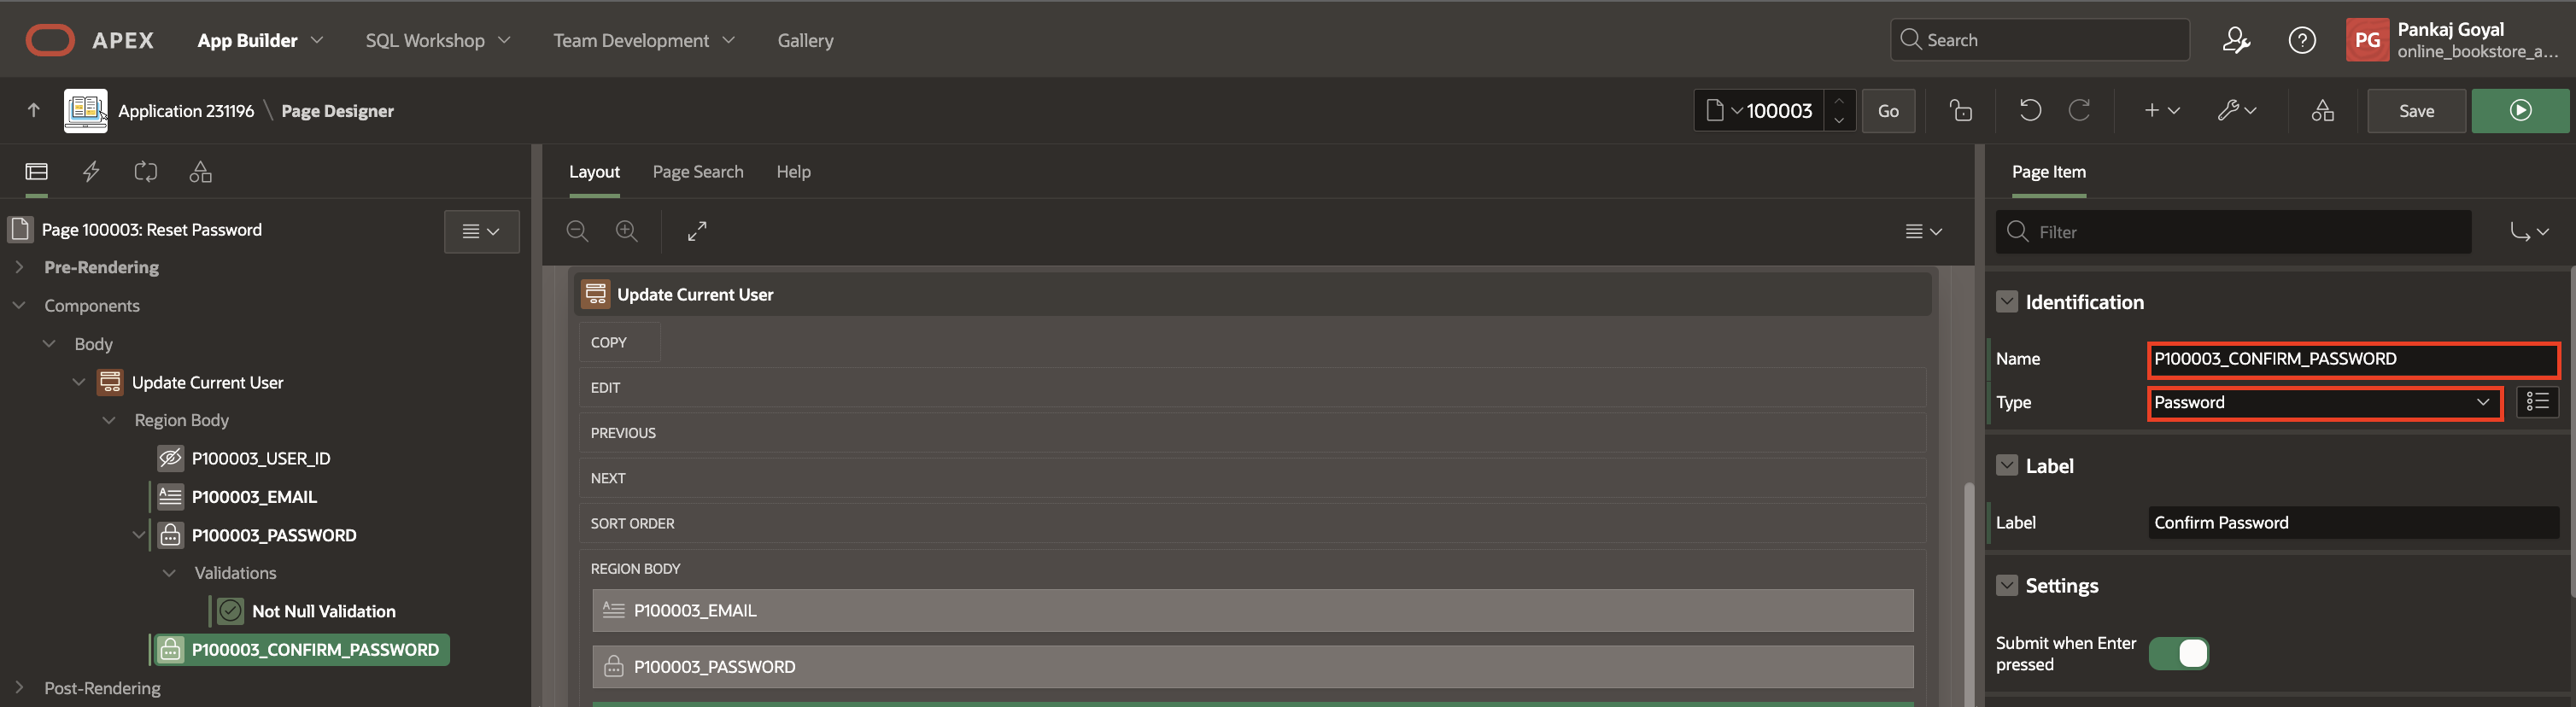 APEX App Builder SQL Workshop Team Development Gallery Search Pankaj Goyal
PG online_bookstore_a...
Application 231196 \ Page Designer 100003 Go Save
Layout Page Search Help
Page Item
Page 100003: Reset Password
Pre-Rendering
Components
Body
Update Current User
Region Body
P100003_USER_ID
P100003_EMAIL
P100003_PASSWORD
Validations
Not Null Validation
P100003_CONFIRM_PASSWORD
Post-Rendering
Update Current User
COPY
EDIT
PREVIOUS
NEXT
SORT ORDER
REGION BODY
P100003_EMAIL
P100003_PASSWORD
Filter
Identification
Name P100003_CONFIRM_PASSWORD
Type Password
Label
Label Confirm Password
Settings
Submit when Enter
pressed